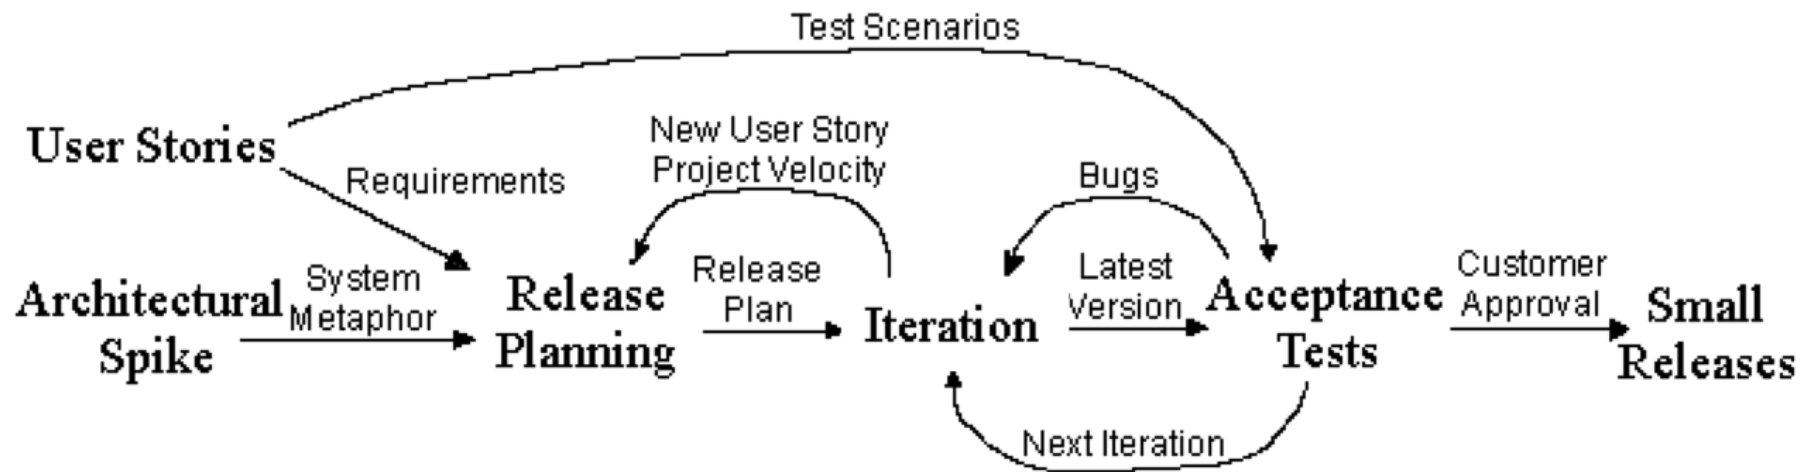 Test Scenarios
User Stories
New User Story
Project Velocity
Requirements
Bugs
Architectural
Spike
System
Metaphor
Release
Planning
Release
Plan
Iteration
Latest
Version
Acceptance
Tests
Customer
Approval
Small
Releases
Next Iteration